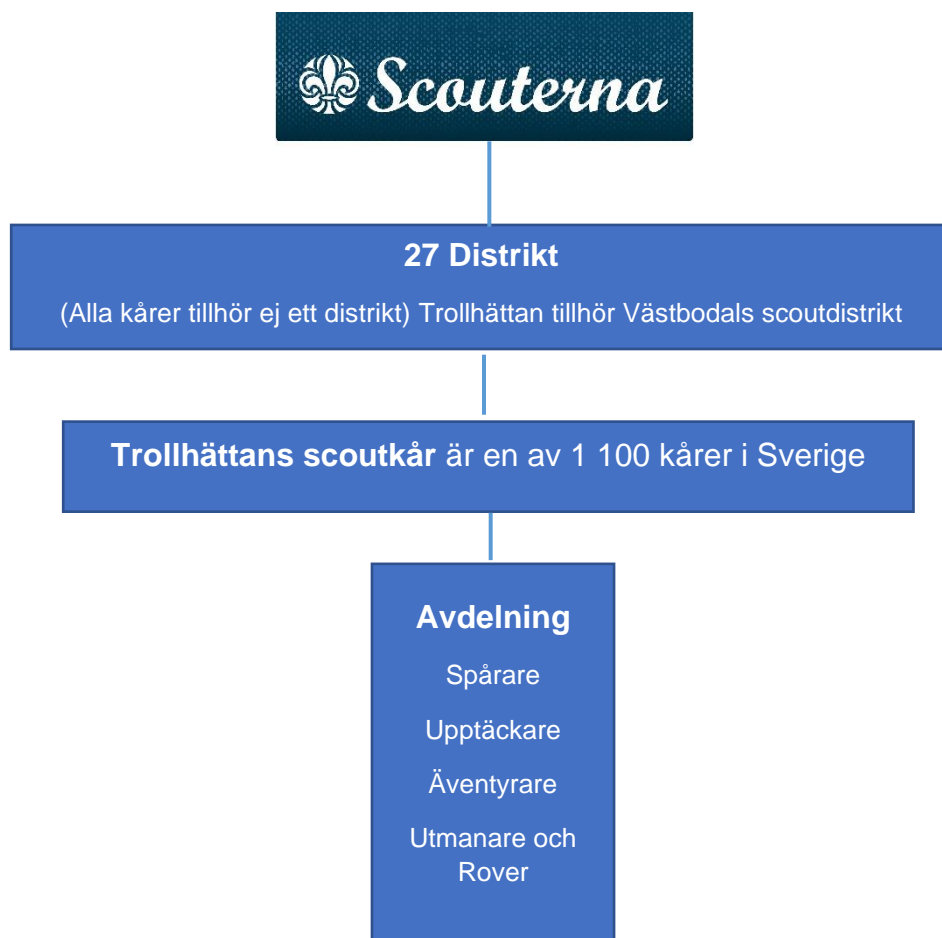 Scouterna
27 Distrikt
(Alla kårer tillhör ej ett distrikt) Trollhättan tillhör Västbodals scoutdistrikt
Trollhättans scoutkår är en av 1 100 kårer i Sverige
Avdelning
Spårare
Upptäckare
Äventyrare
Utmanare och
Rover